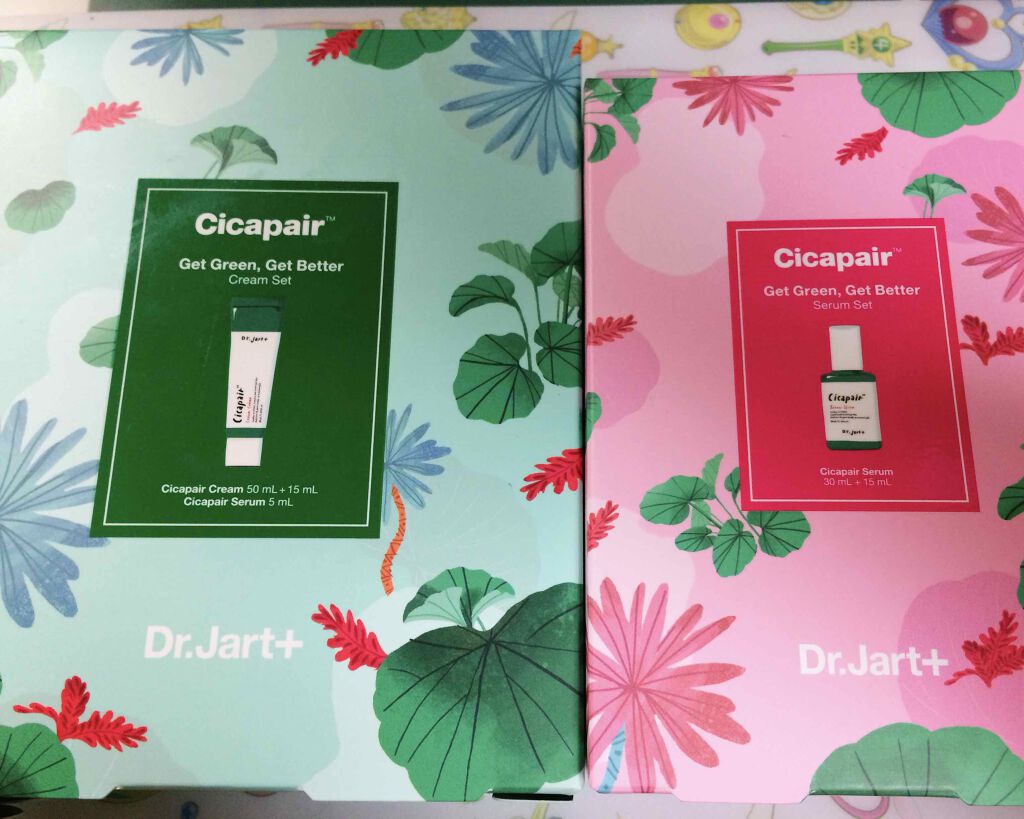 Cicapair™
Get Green, Get Better
Cream Set
Dr.Jart+
Cicapair™
Cicapair Cream 50 mL + 15 mL
Cicapair Serum 5 mL
Dr.Jart+
Cicapair™
Get Green, Get Better
Serum Set
Cicapair™
Dr.Jart+
Cicapair Serum
30 mL + 15 mL
Dr.Jart+